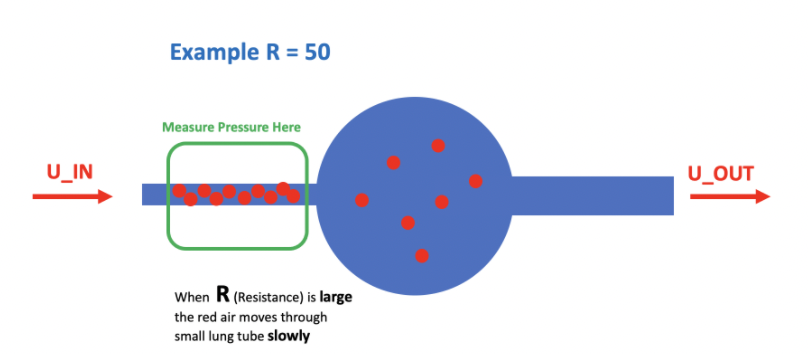 Example R = 50
Measure Pressure Here
U_IN
U_OUT
When R (Resistance) is large
the red air moves through
small lung tube slowly